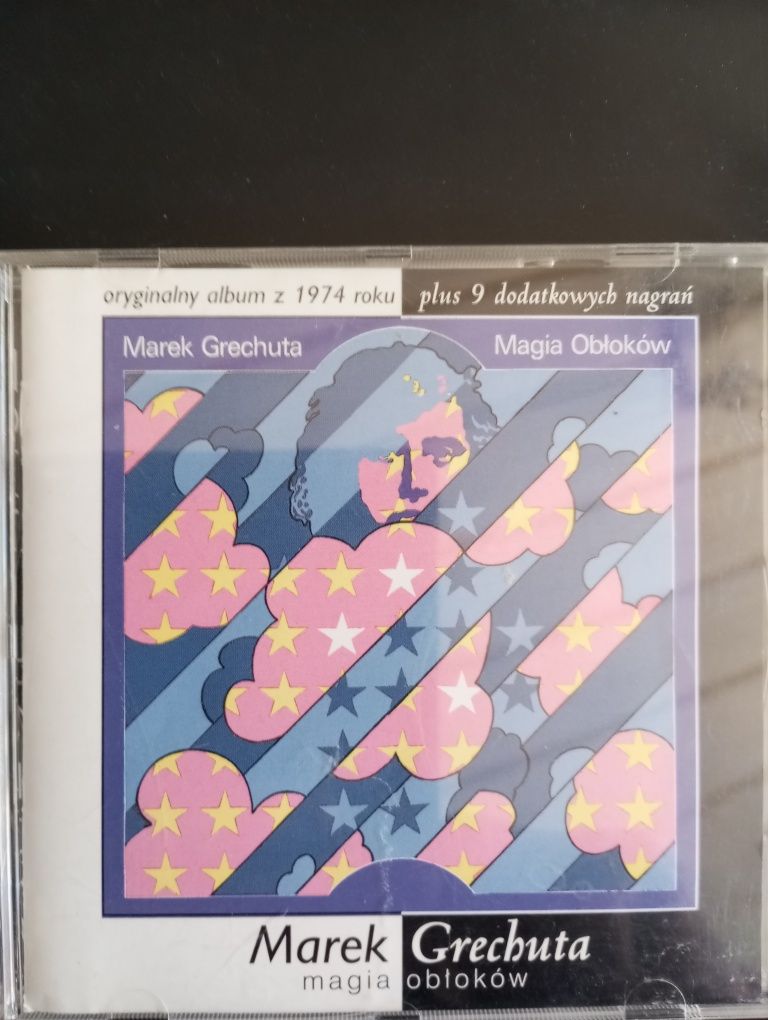 oryginalny album z 1974 roku plus 9 dodatkowych nagrań
Marek Grechuta Magia Obłoków
Marek Grechuta
magia obłoków